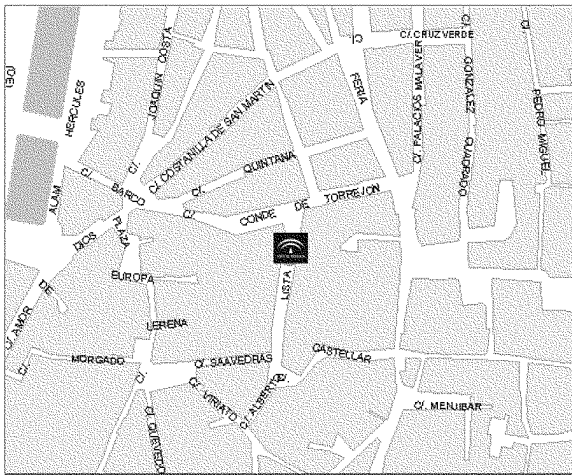 C/. CRUZ VERDE
C/.
C/.
C/.
COSTA
JOAQUIN
C/.
HERCULES
ALAM
C/. COSTANILLA DE SAN MARTIN
FERIA
C/. PALACIOS MALAVER
GONZALEZ
CUADRADO
PEDRO MIGUEL
QUINTANA
C/.
C/.
BARCO
C/.
CONDE DE TORREJON
DIOS
PLAZA
EUROPA
LISTA
DE
C/. AMOR
LERENA
MORGADO
C/.
C/. SAAVEDRAS
CASTELLAR
C/.
C/.
C/. VIRIATO
C/. ALBERTO
C/. QUEVEDO
C/. MENJIBAR